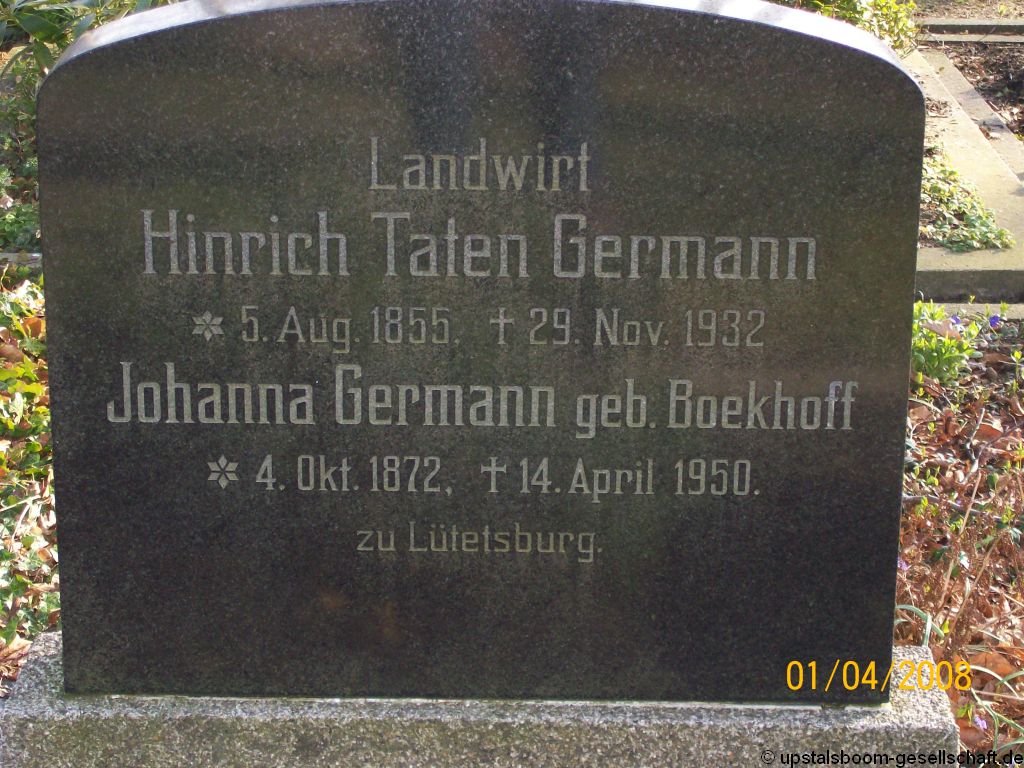 Landwirt
Hinrich Taten Germann
* 5. Aug. 1855, † 29. Nov. 1932
Johanna Germann geb. Boekhoff
* 4. Okt. 1872, † 14. April 1950.
zu Lütetsburg.
01/04/2008
© upstalsboom-gesellschaft.de